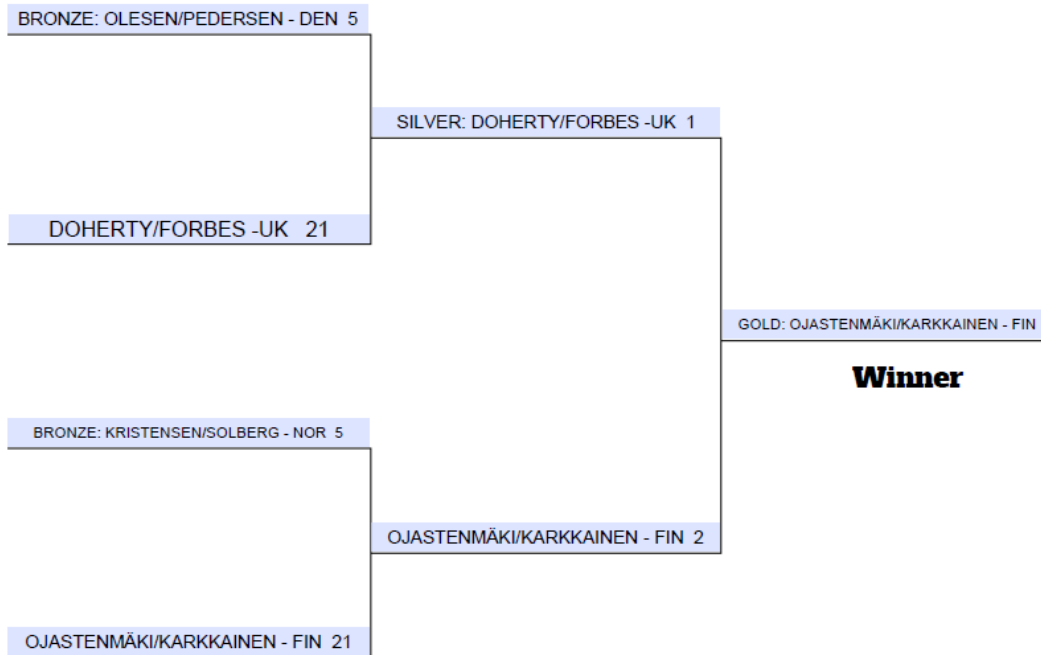 BRONZE: OLESEN/PEDERSEN - DEN 5
SILVER: DOHERTY/FORBES -UK 1
DOHERTY/FORBES -UK 21
GOLD: OJASTENMÄKI/KARKKAINEN - FIN
Winner
BRONZE: KRISTENSEN/SOLBERG - NOR 5
OJASTENMÄKI/KARKKAINEN - FIN 2
OJASTENMÄKI/KARKKAINEN - FIN 21